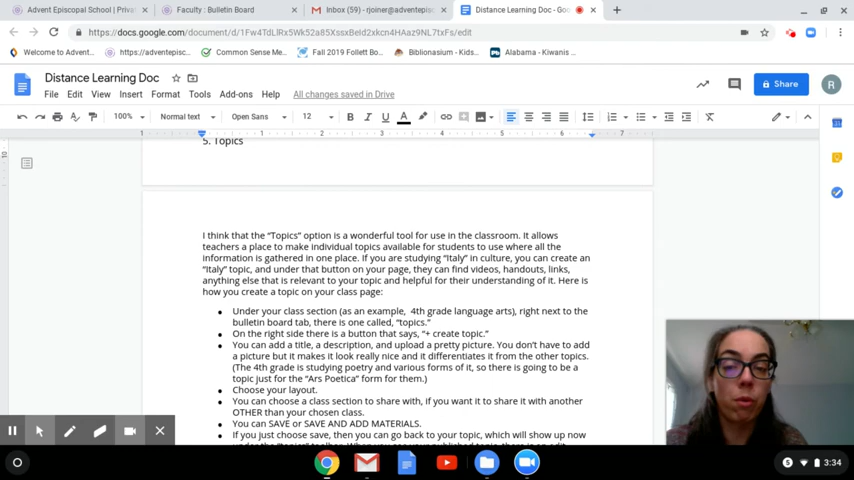 Advent Episcopal School | Priv
Faculty : Bulletin Board
Inbox (59) - rjoiner@adventepisc
Distance Learning Doc - Goo
https://docs.google.com/document/d/1Fw4TdLlRx5Wk52a85XssxBeId2xkcn4HAaz9NL7txFs/edit
Welcome to Advent...
https://adventepisc...
Common Sense Me...
Fall 2019 Follett Bo...
Biblionasium - Kids...
Alabama - Kiwanis ...
Distance Learning Doc
File Edit View Insert Format Tools Add-ons Help All changes saved in Drive
Share
R
100% Normal text Open Sans 12
1 1 2 3 4 5 6 7
5. Topics
I think that the "Topics" option is a wonderful tool for use in the classroom. It allows
teachers a place to make individual topics available for students to use where all the
information is gathered in one place. If you are studying "Italy" in culture, you can create an
"Italy" topic, and under that button on your page, they can find videos, handouts, links,
anything else that is relevant to your topic and helpful for their understanding of it. Here is
how you create a topic on your class page:
● Under your class section (as an example, 4th grade language arts), right next to the
bulletin board tab, there is one called, "topics."
● On the right side there is a button that says, "+ create topic."
● You can add a title, a description, and upload a pretty picture. You don't have to add
a picture but it makes it look really nice and it differentiates it from the other topics.
(The 4th grade is studying poetry and various forms of it, so there is going to be a
topic just for the "Ars Poetica" form for them.)
● Choose your layout.
● You can choose a class section to share with, if you want it to share it with another
OTHER than your chosen class.
● You can SAVE or SAVE AND ADD MATERIALS.
● If you just choose save, then you can go back to your topic, which will show up now
3:34